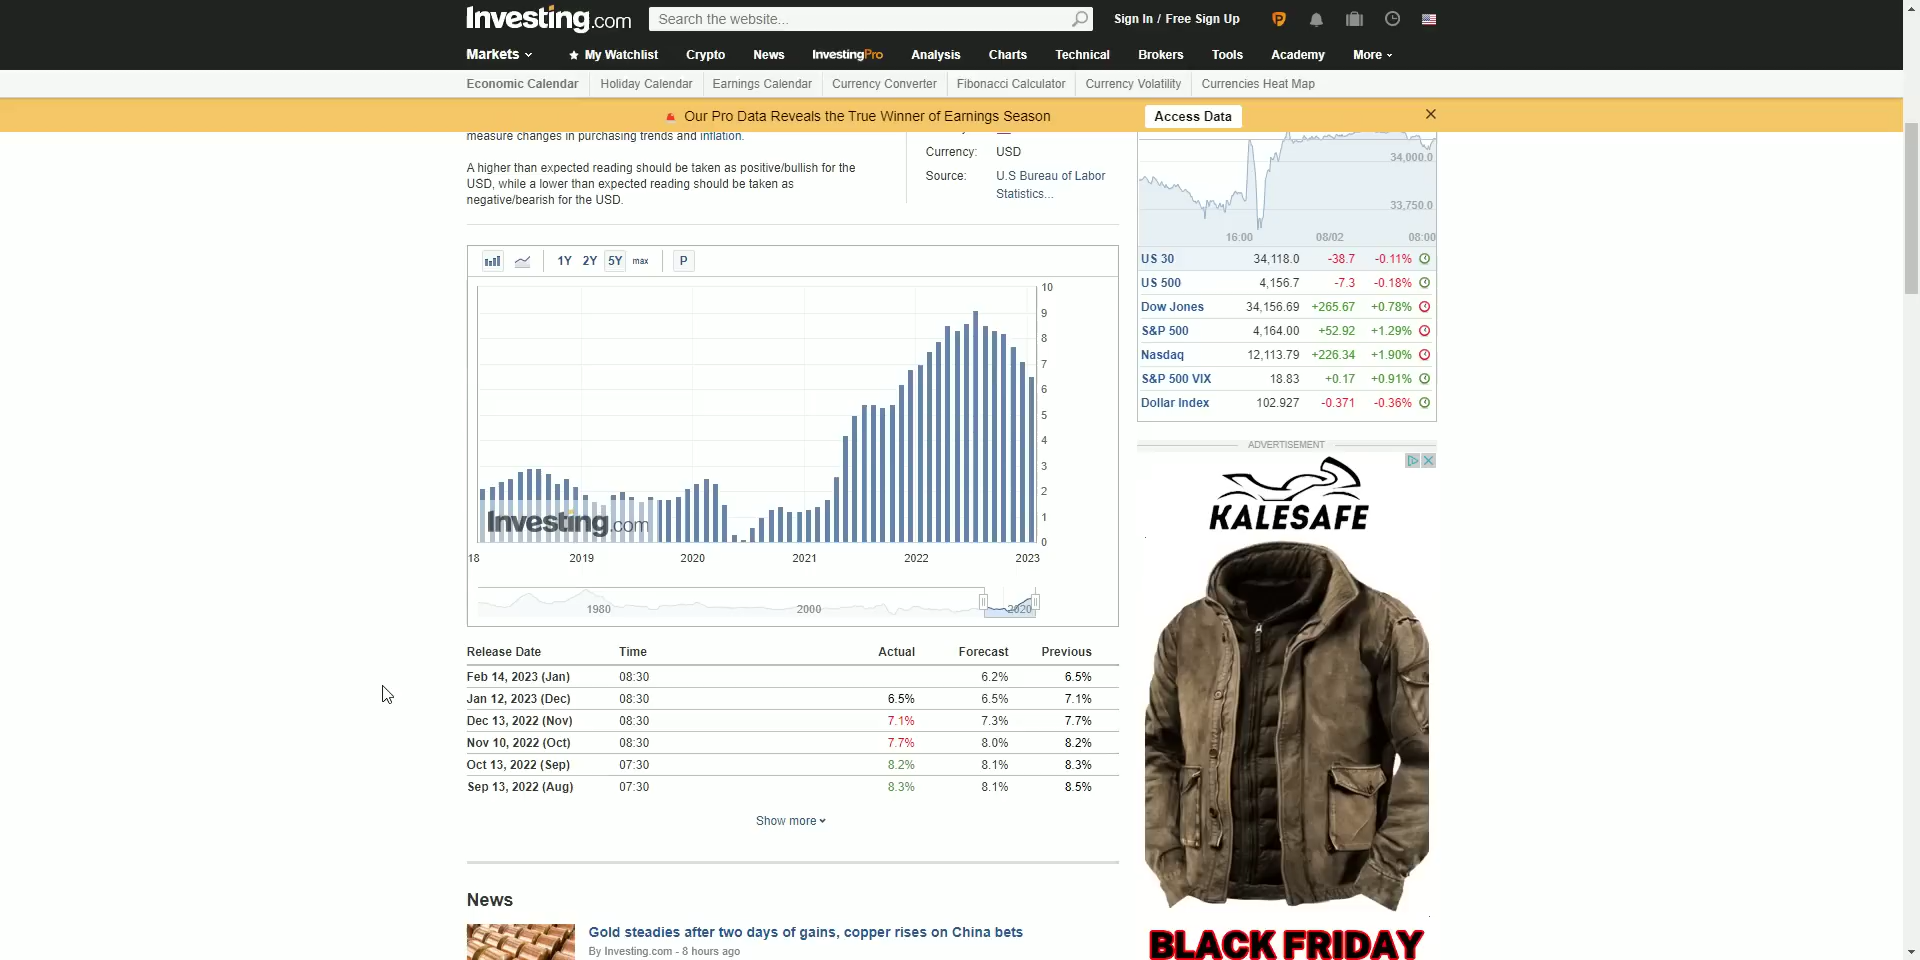 Investing.com
Search the website...
Sign In / Free Sign Up
Markets
My Watchlist
Crypto
News
InvestingPro
Analysis
Charts
Technical
Brokers
Tools
Academy
More
Economic Calendar
Holiday Calendar
Earnings Calendar
Currency Converter
Fibonacci Calculator
Currency Volatility
Currencies Heat Map
Our Pro Data Reveals the True Winner of Earnings Season
Access Data
measure changes in purchasing trends and inflation.
A higher than expected reading should be taken as positive/bullish for the
USD, while a lower than expected reading should be taken as
negative/bearish for the USD.
Currency: USD
Source: U.S Bureau of Labor
Statistics...
34,000.0
33,750.0
16:00 08/02 08:00
US 30 34,118.0 -38.7 -0.11%
US 500 4,156.7 -7.3 -0.18%
Dow Jones 34,156.69 +265.67 +0.78%
S&P 500 4,164.00 +52.92 +1.29%
Nasdaq 12,113.79 +226.34 +1.90%
S&P 500 VIX 18.83 +0.17 +0.91%
Dollar Index 102.927 -0.371 -0.36%
1Y 2Y 5Y max P
10
9
8
7
6
5
4
3
2
1
0
Investing.com
18 2019 2020 2021 2022 2023
1980 2000 2020
Release Date Time Actual Forecast Previous
Feb 14, 2023 (Jan) 08:30 6.2% 6.5%
Jan 12, 2023 (Dec) 08:30 6.5% 6.5% 7.1%
Dec 13, 2022 (Nov) 08:30 7.1% 7.3% 7.7%
Nov 10, 2022 (Oct) 08:30 7.7% 8.0% 8.2%
Oct 13, 2022 (Sep) 07:30 8.2% 8.1% 8.3%
Sep 13, 2022 (Aug) 07:30 8.3% 8.1% 8.5%
Show more
News
Gold steadies after two days of gains, copper rises on China bets
By Investing.com - 8 hours ago
ADVERTISEMENT
KALESAFE
BLACK FRIDAY